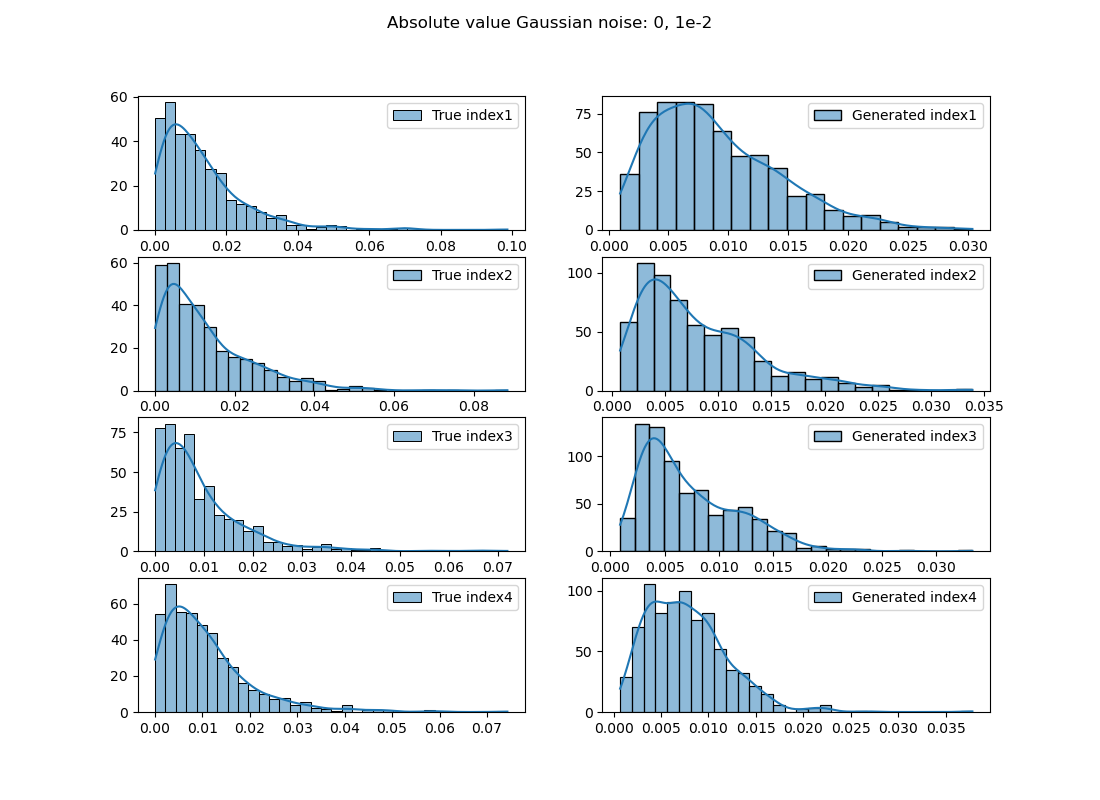 Absolute value Gaussian noise: 0, 1e-2
60
40
20
0
True index1
0.00 0.02 0.04 0.06 0.08 0.10
75
50
25
0
Generated index1
0.000 0.005 0.010 0.015 0.020 0.025 0.030
60
40
20
0
True index2
0.00 0.02 0.04 0.06 0.08
100
50
0
Generated index2
0.000 0.005 0.010 0.015 0.020 0.025 0.030 0.035
75
50
25
0
True index3
0.00 0.01 0.02 0.03 0.04 0.05 0.06 0.07
100
50
0
Generated index3
0.000 0.005 0.010 0.015 0.020 0.025 0.030
60
40
20
0
True index4
0.00 0.01 0.02 0.03 0.04 0.05 0.06 0.07
100
50
0
Generated index4
0.000 0.005 0.010 0.015 0.020 0.025 0.030 0.035